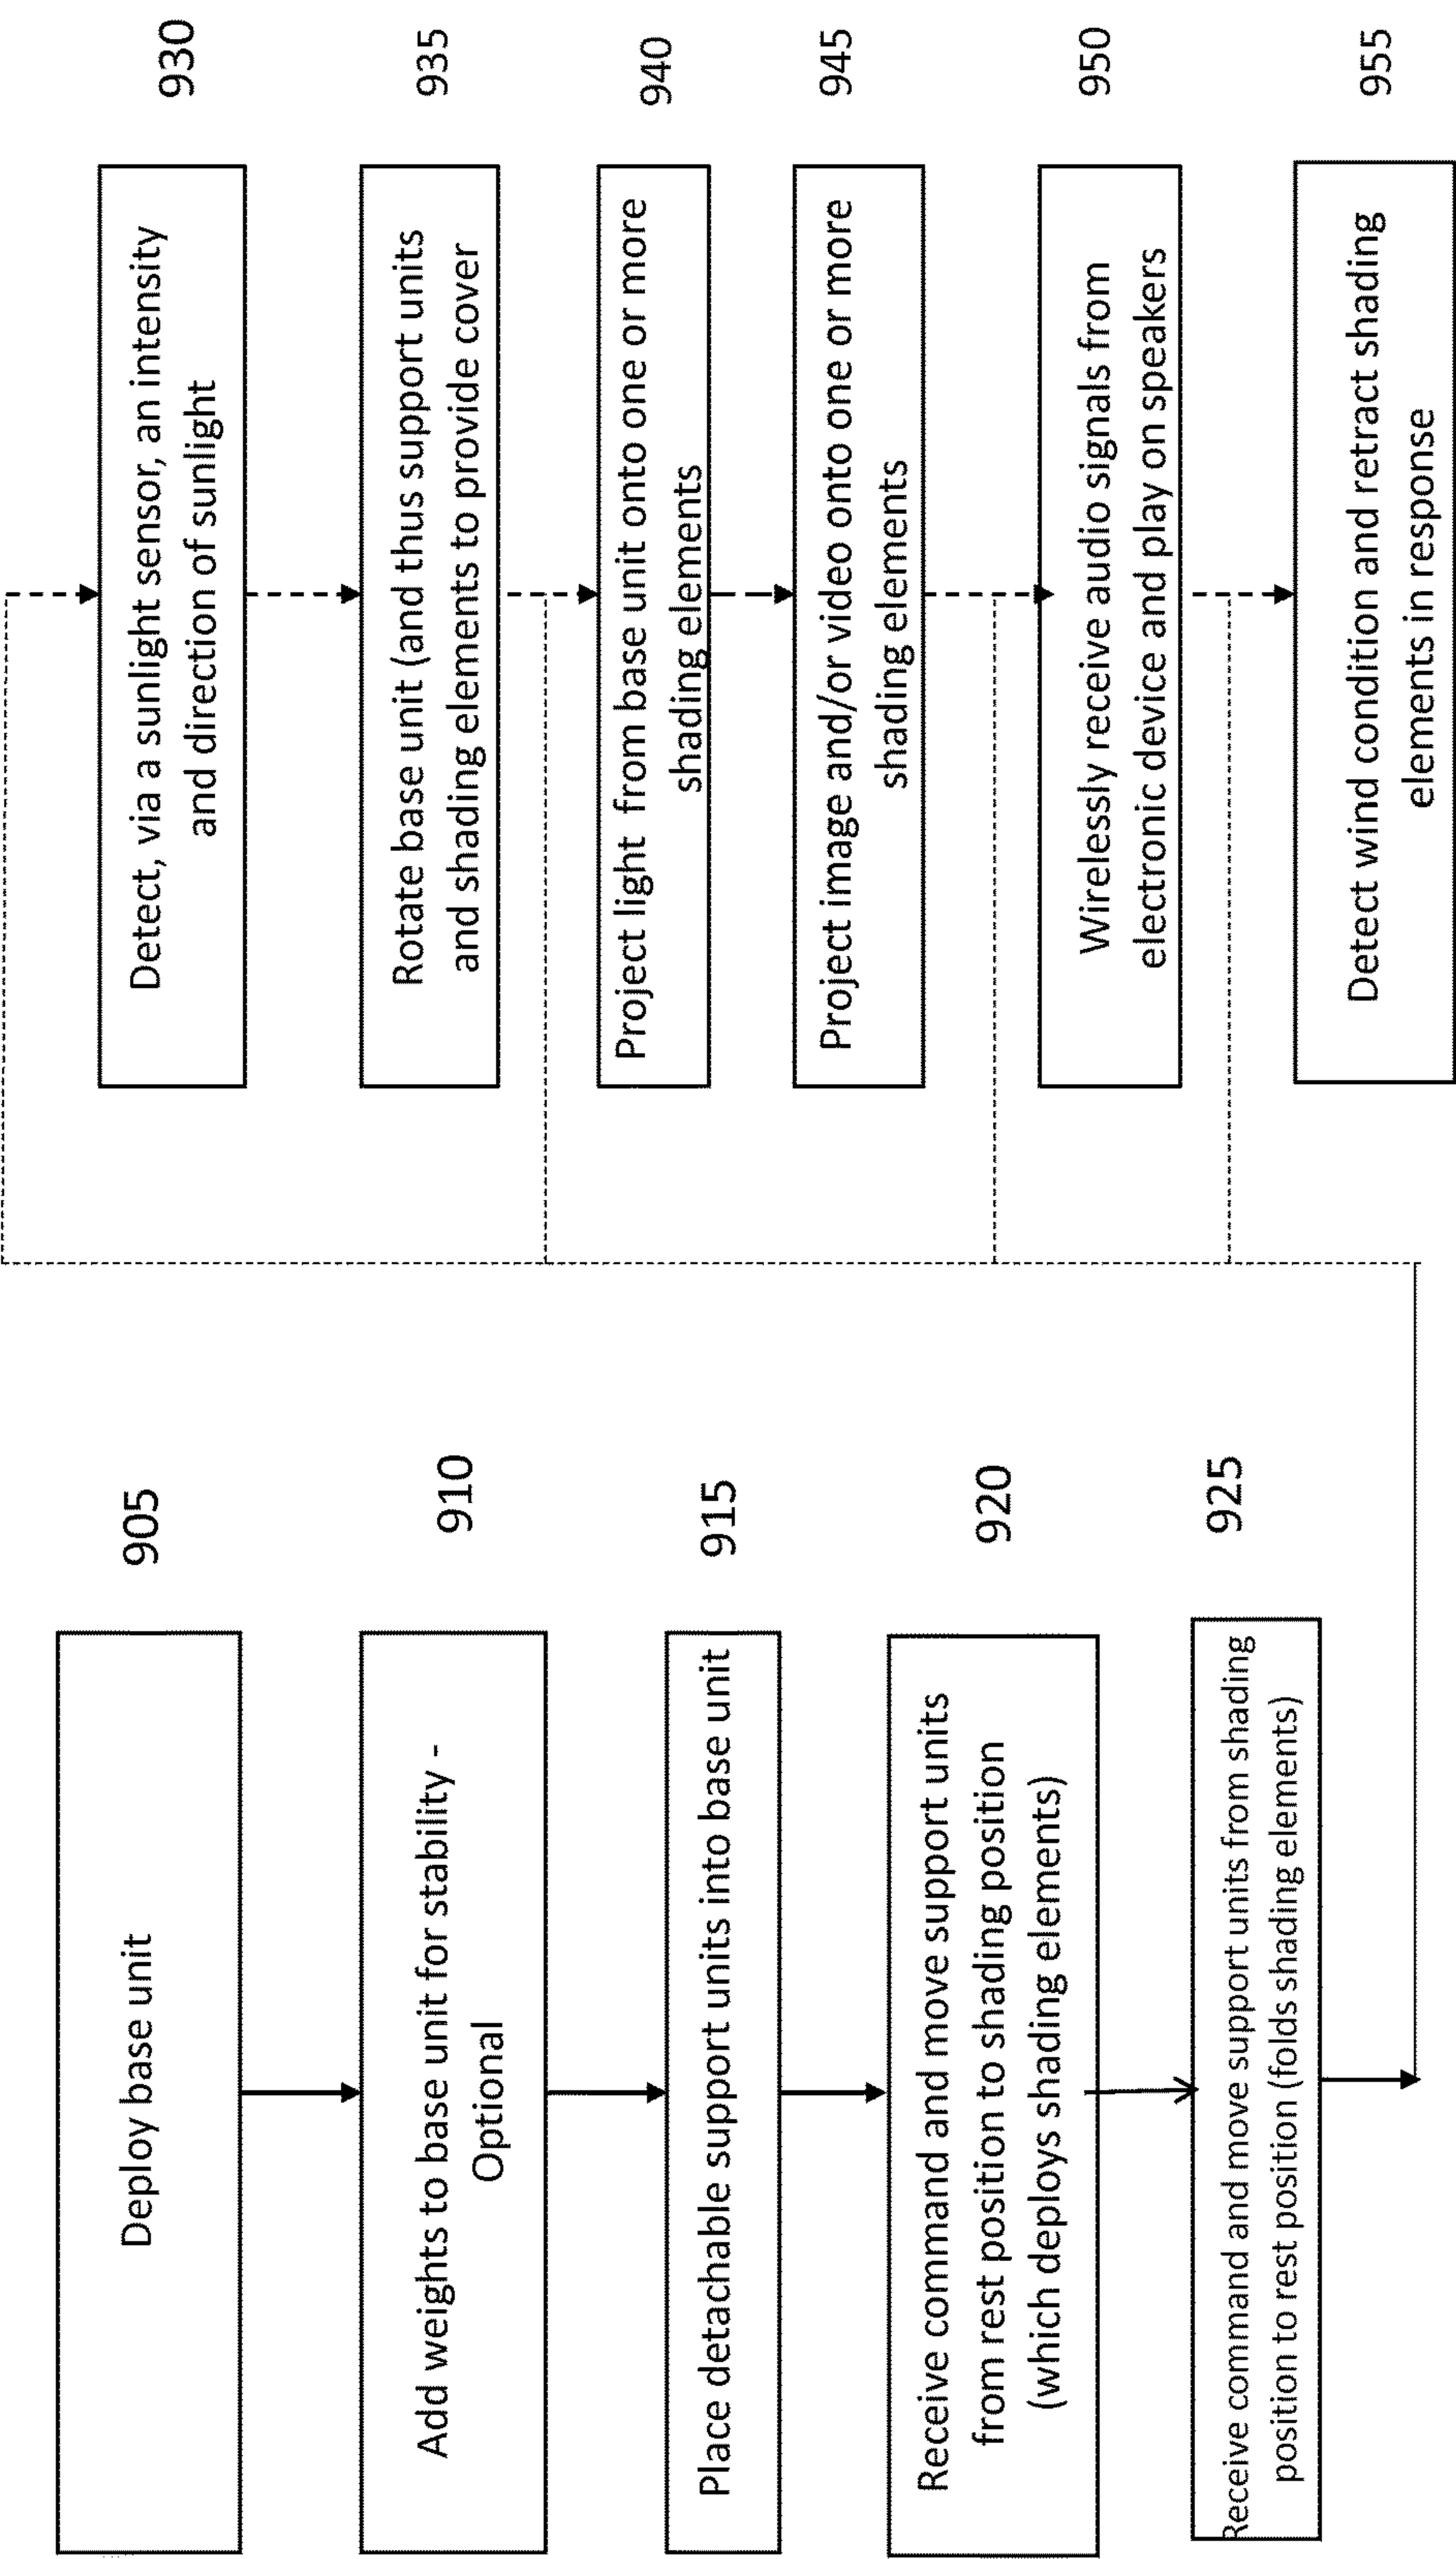 905
Deploy base unit
910
Add weights to base unit for stability -
Optional
915
Place detachable support units into base unit
920
Receive command and move support units
from rest position to shading position
(which deploys shading elements)
925
Receive command and move support units from shading
position to rest position (folds shading elements)
930
Detect, via a sunlight sensor, an intensity
and direction of sunlight
935
Rotate base unit (and thus support units
and shading elements to provide cover
940
Project light from base unit onto one or more
shading elements
945
Project image and/or video onto one or more
shading elements
950
Wirelessly receive audio signals from
electronic device and play on speakers
955
Detect wind condition and retract shading
elements in response